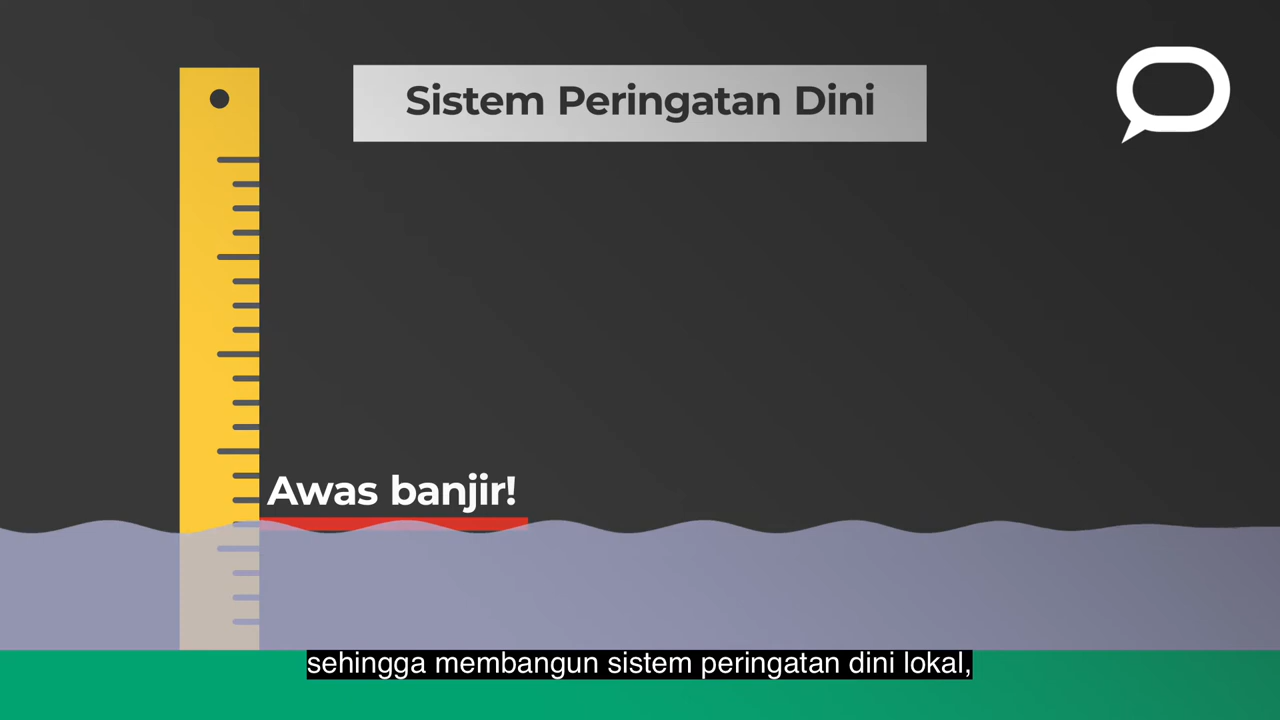 Sistem Peringatan Dini
Awas banjir!
sehingga membangun sistem peringatan dini lokal,